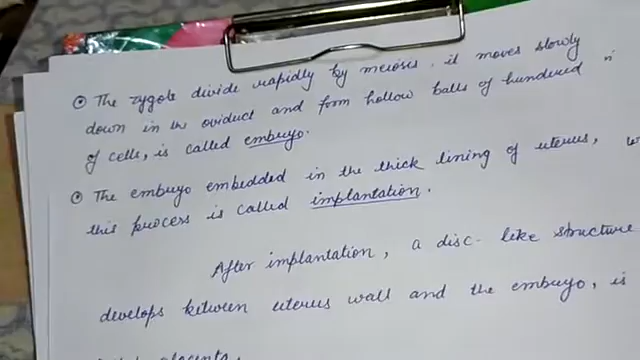 The zygote divide rapidly by meiosis, it moves slowly
down in the oviduct and form hollow balls of hundered
of cells, is called embryo.
The embryo embedded in the thick lining of uterus,
this process is called implantation.
After implantation, a disc-like structure
develops between uterus wall and the embryo, is
placenta.